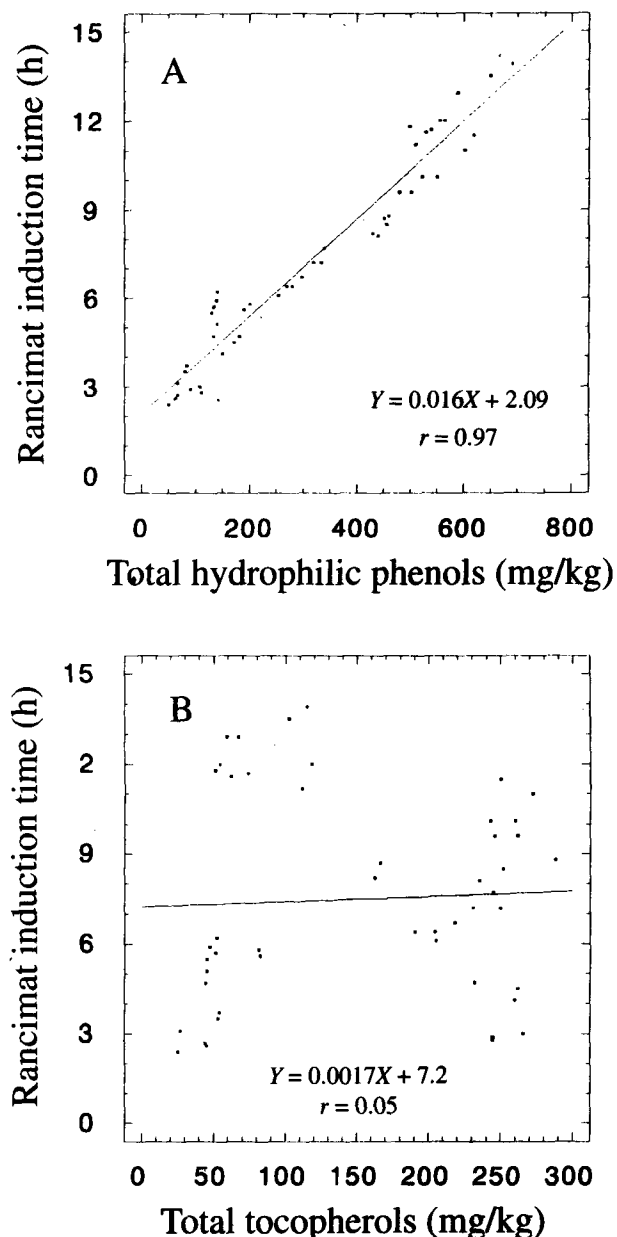 Rancimat induction time (h)
A
15
12
9
6
3
0
Y = 0.016X + 2.09
r = 0.97
0 200 400 600 800
Total hydrophilic phenols (mg/kg)
Rancimat induction time (h)
B
15
2
9
6
3
0
Y = 0.0017X + 7.2
r = 0.05
0 50 100 150 200 250 300
Total tocopherols (mg/kg)